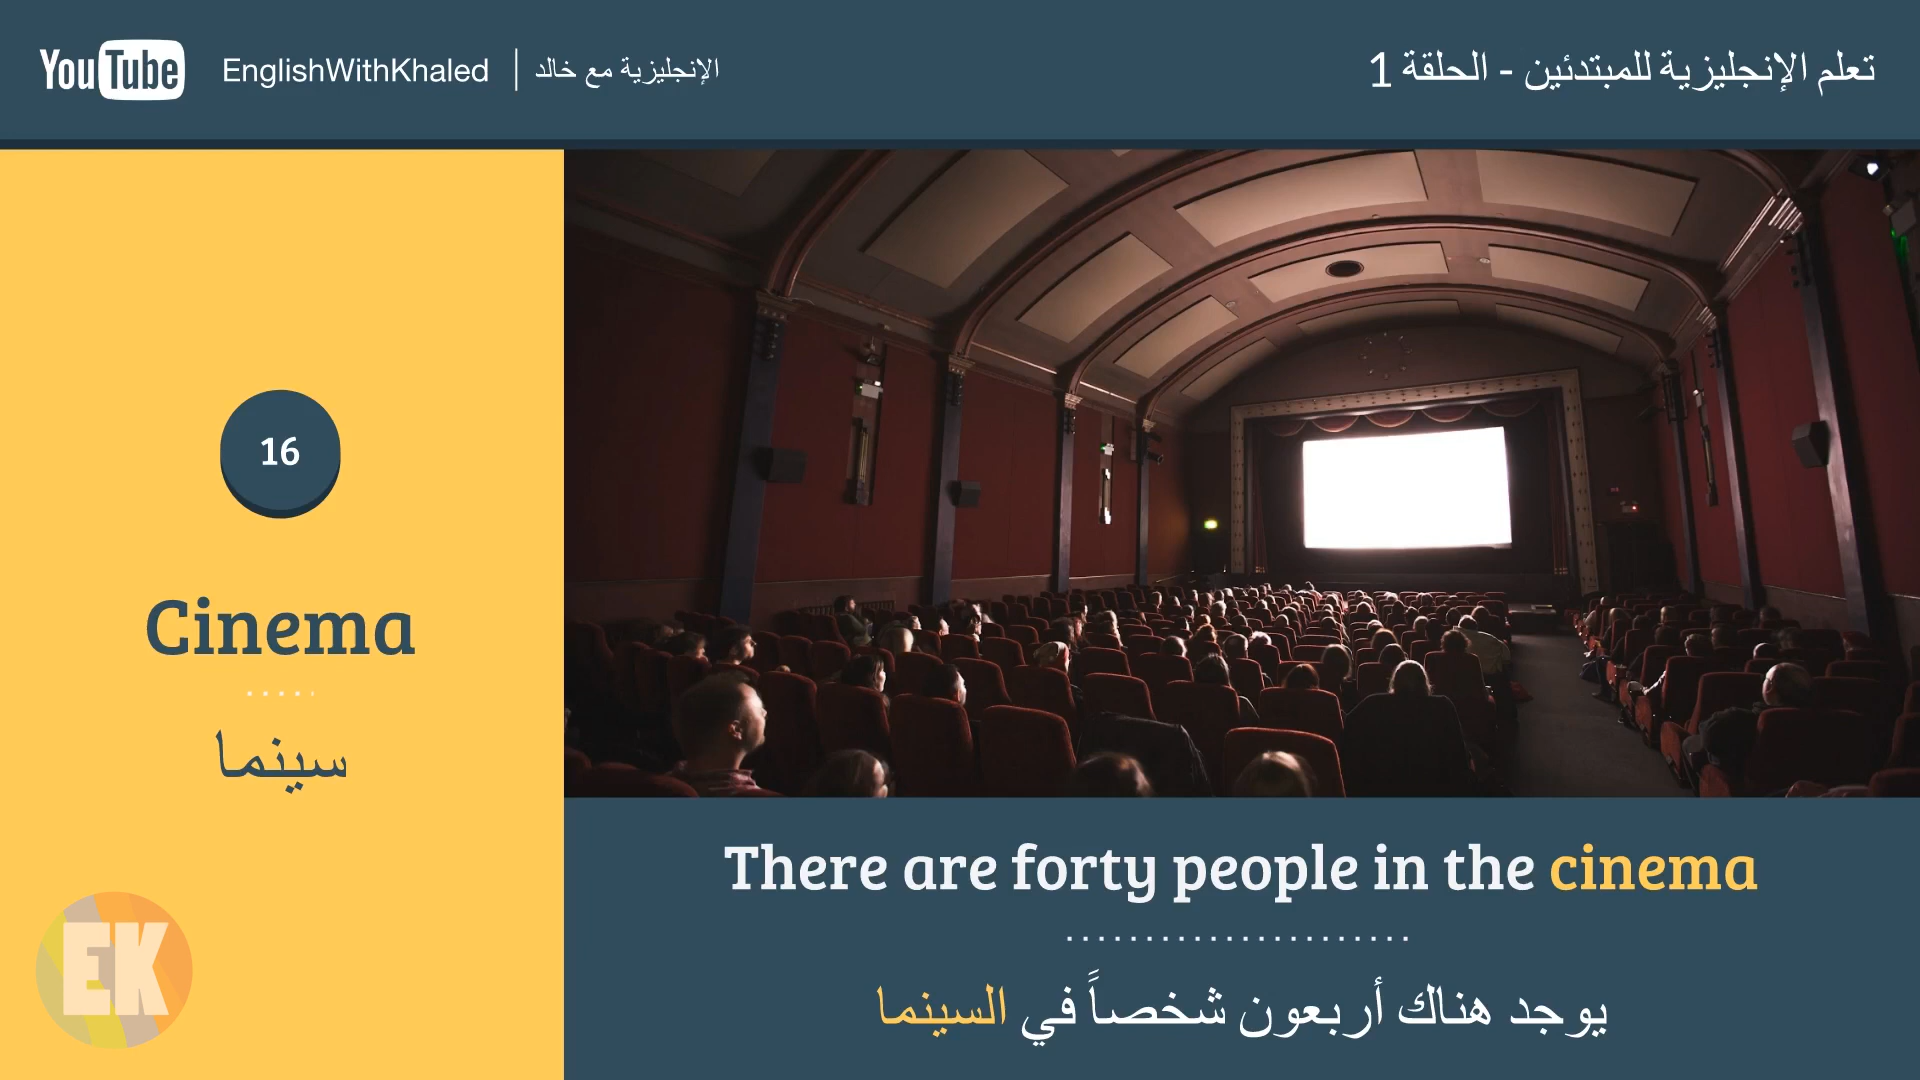 YouTube EnglishWithKhaled | الإنجليزية مع خالد
تعلم الإنجليزية للمبتدئين - الحلقة 1
16
Cinema
سينما
There are forty people in the cinema
يوجد هناك أربعون شخصاً في السينما
EK